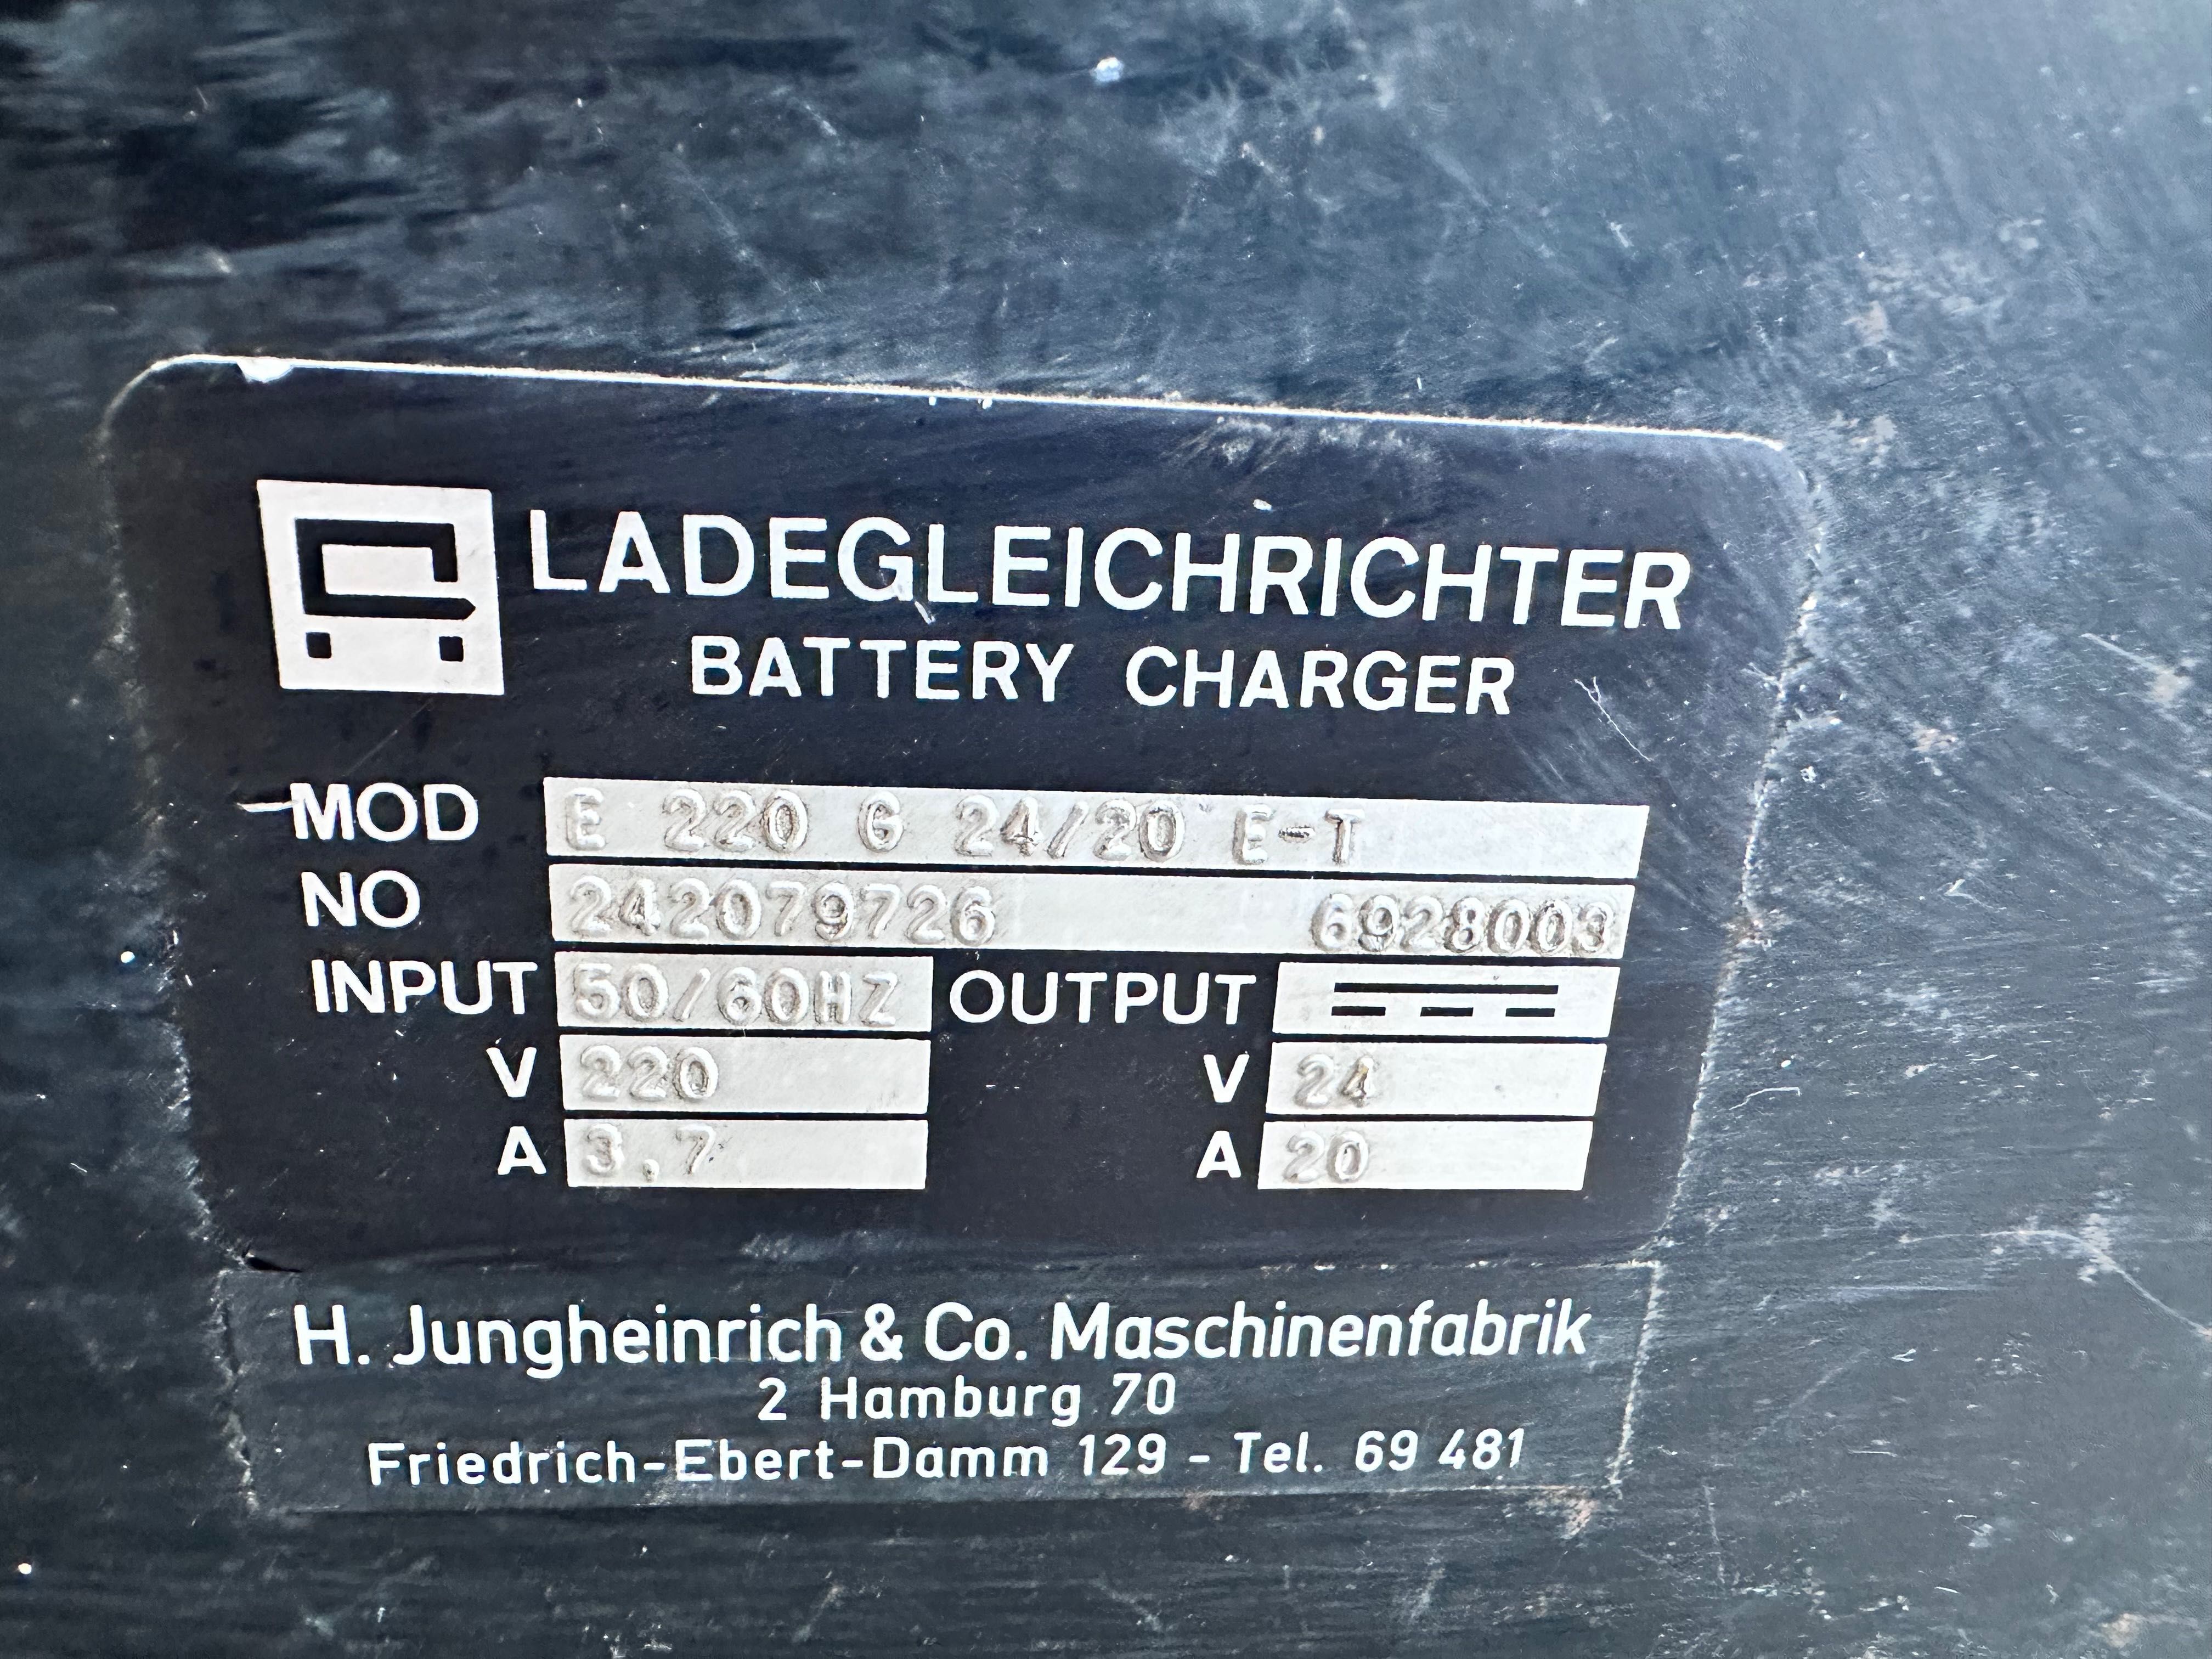 LADEGLEICHRICHTER
BATTERY CHARGER
MOD E 220 G 24/20 E-T
NO 242079726 6928003
INPUT 50/60HZ OUTPUT
V 220 V 24
A 3,7 A 20
H. Jungheinrich & Co. Maschinenfabrik
2 Hamburg 70
Friedrich-Ebert-Damm 129 - Tel. 69 481